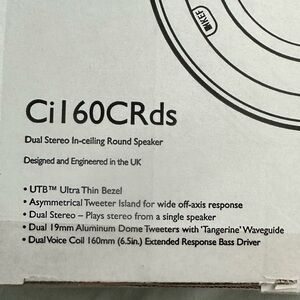 KEF
Ci160CRds
Dual Stereo In-ceiling Round Speaker
Designed and Engineered in the UK
• UTB™ Ultra Thin Bezel
• Asymmetrical Tweeter Island for wide off-axis response
• Dual Stereo – Plays stereo from a single speaker
• Dual 19mm Aluminum Dome Tweeters with 'Tangerine' Waveguide
• Dual Voice Coil 160mm (6.5in.) Extended Response Bass Driver